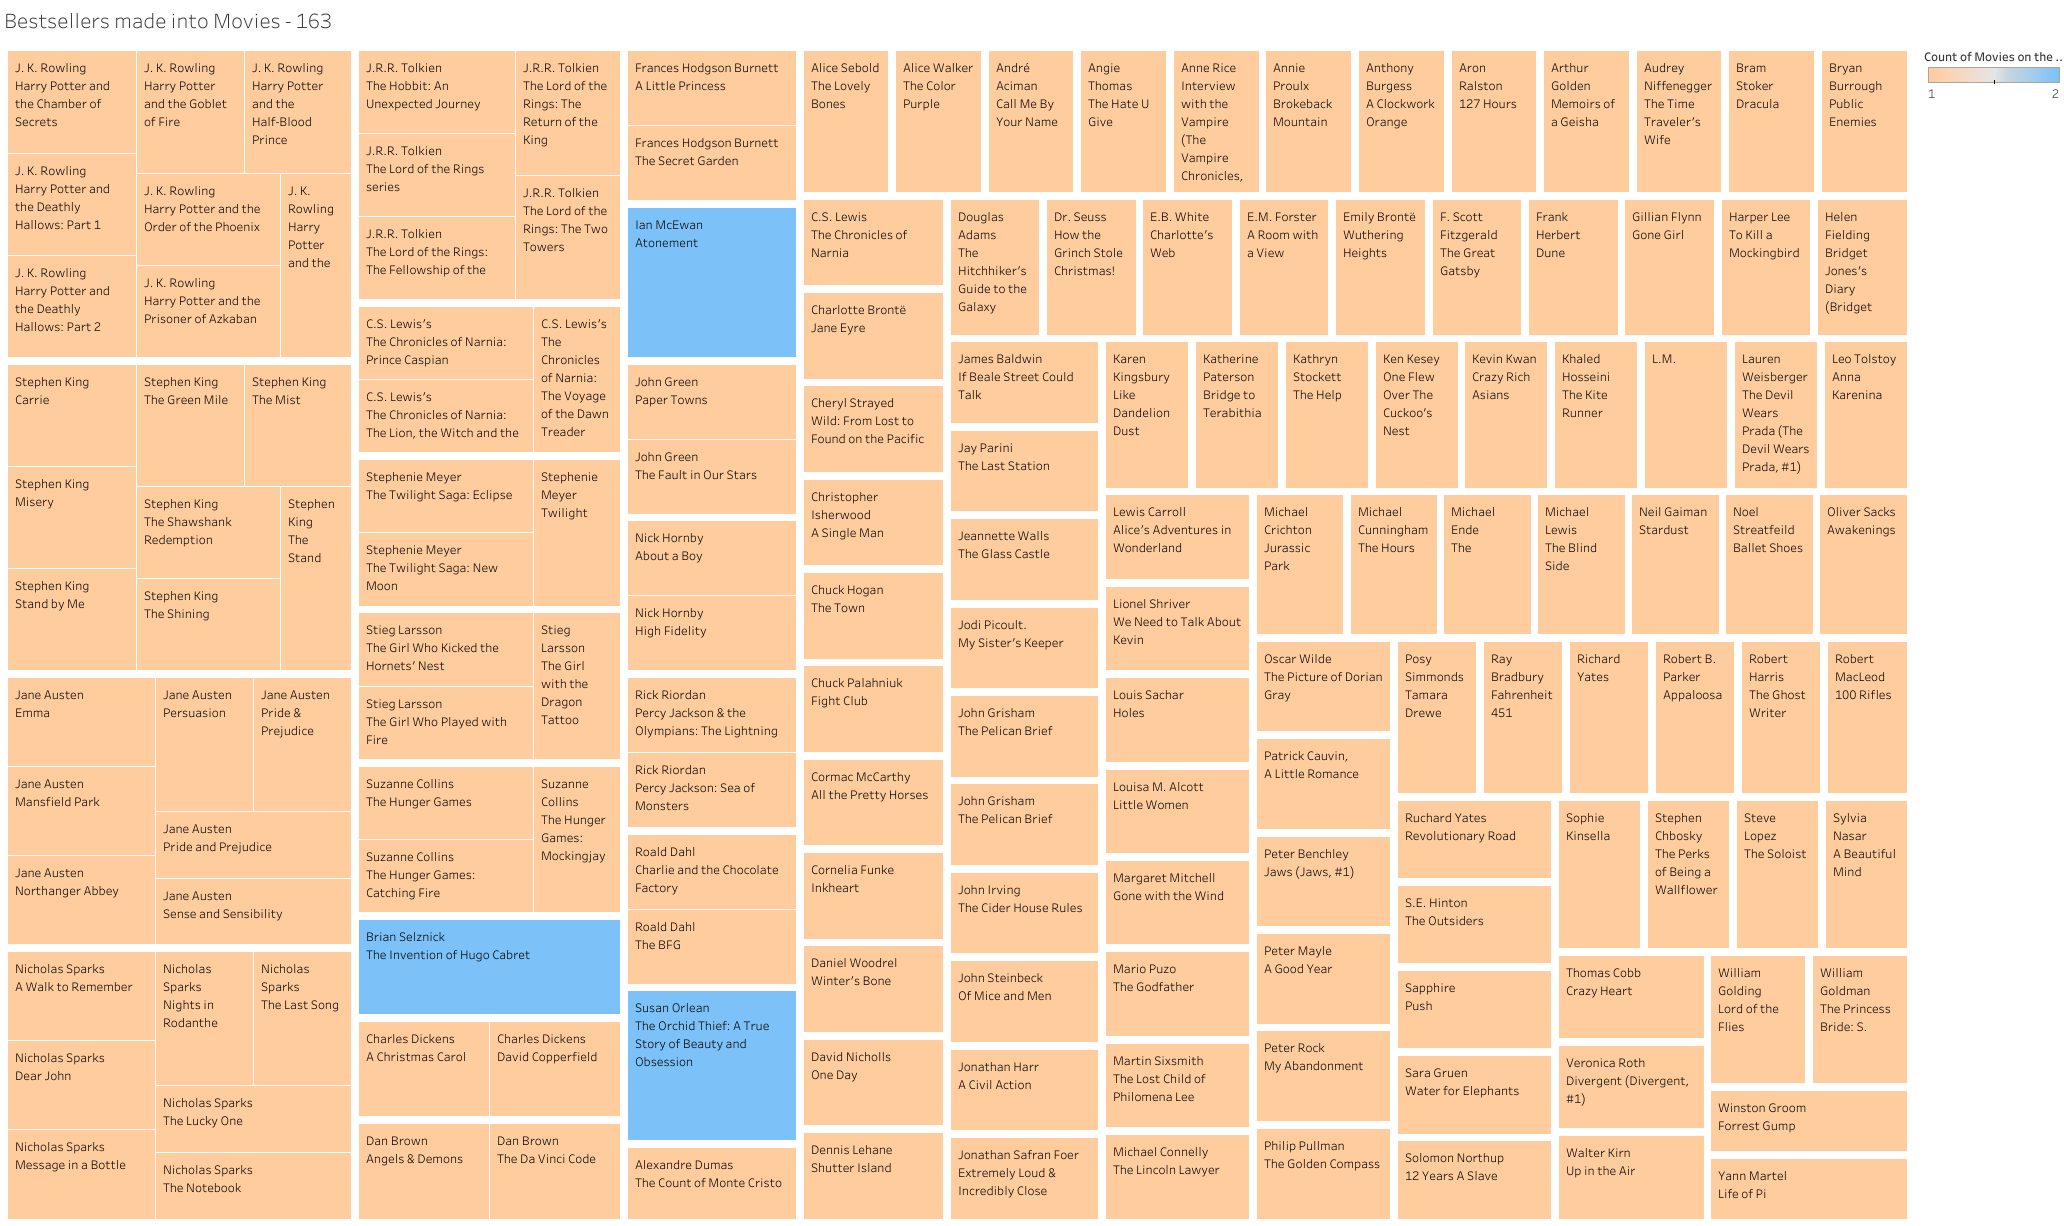 Bestsellers made into Movies - 163
J. K. Rowling
Harry Potter and
the Chamber of
Secrets
J. K. Rowling
Harry Potter and
the Deathly
Hallows: Part 1
J. K. Rowling
Harry Potter and
the Deathly
Hallows: Part 2
J. K. Rowling
Harry Potter
and the Goblet
of Fire
J. K. Rowling
Harry Potter
and the
Half-Blood
Prince
J. K. Rowling
Harry Potter and the
Order of the Phoenix
J. K. Rowling
Harry Potter and the
Prisoner of Azkaban
J. K.
Rowling
Harry
Potter
and the
Stephen King
Carrie
Stephen King
Misery
Stephen King
Stand by Me
Stephen King
The Green Mile
Stephen King
The Mist
Stephen King
The Shawshank
Redemption
Stephen King
The Shining
Stephen
King
The
Stand
Jane Austen
Emma
Jane Austen
Mansfield Park
Jane Austen
Northanger Abbey
Jane Austen
Persuasion
Jane Austen
Pride &
Prejudice
Jane Austen
Pride and Prejudice
Jane Austen
Sense and Sensibility
Nicholas Sparks
A Walk to Remember
Nicholas Sparks
Dear John
Nicholas Sparks
Message in a Bottle
Nicholas
Sparks
Nights in
Rodanthe
Nicholas
Sparks
The Last Song
Nicholas Sparks
The Lucky One
Nicholas Sparks
The Notebook
J.R.R. Tolkien
The Hobbit: An
Unexpected Journey
J.R.R. Tolkien
The Lord of the Rings
series
J.R.R. Tolkien
The Lord of the Rings:
The Fellowship of the
J.R.R. Tolkien
The Lord of the
Rings: The
Return of the
King
J.R.R. Tolkien
The Lord of the
Rings: The Two
Towers
C.S. Lewis's
The Chronicles of Narnia:
Prince Caspian
C.S. Lewis's
The Chronicles of Narnia:
The Lion, the Witch and the
C.S. Lewis's
The
Chronicles
of Narnia:
The Voyage
of the Dawn
Treader
Stephenie Meyer
The Twilight Saga: Eclipse
Stephenie Meyer
The Twilight Saga: New
Moon
Stephenie
Meyer
Twilight
Stieg Larsson
The Girl Who Kicked the
Hornets' Nest
Stieg Larsson
The Girl Who Played with
Fire
Stieg
Larsson
The Girl
with the
Dragon
Tattoo
Suzanne Collins
The Hunger Games
Suzanne Collins
The Hunger Games:
Catching Fire
Suzanne
Collins
The Hunger
Games:
Mockingjay
Brian Selznick
The Invention of Hugo Cabret
Charles Dickens
A Christmas Carol
Charles Dickens
David Copperfield
Dan Brown
Angels & Demons
Dan Brown
The Da Vinci Code
Frances Hodgson Burnett
A Little Princess
Frances Hodgson Burnett
The Secret Garden
Ian McEwan
Atonement
John Green
Paper Towns
John Green
The Fault in Our Stars
Nick Hornby
About a Boy
Nick Hornby
High Fidelity
Rick Riordan
Percy Jackson & the
Olympians: The Lightning
Rick Riordan
Percy Jackson: Sea of
Monsters
Roald Dahl
Charlie and the Chocolate
Factory
Roald Dahl
The BFG
Susan Orlean
The Orchid Thief: A True
Story of Beauty and
Obsession
Alexandre Dumas
The Count of Monte Cristo
Alice Sebold
The Lovely
Bones
Alice Walker
The Color
Purple
André
Aciman
Call Me By
Your Name
Angie
Thomas
The Hate U
Give
Anne Rice
Interview
with the
Vampire
(The
Vampire
Chronicles,
Annie
Proulx
Brokeback
Mountain
Anthony
Burgess
A Clockwork
Orange
Aron
Ralston
127 Hours
Arthur
Golden
Memoirs of
a Geisha
Audrey
Niffenegger
The Time
Traveler's
Wife
Bram
Stoker
Dracula
Bryan
Burrough
Public
Enemies
C.S. Lewis
The Chronicles of
Narnia
Charlotte Brontë
Jane Eyre
Cheryl Strayed
Wild: From Lost to
Found on the Pacific
Christopher
Isherwood
A Single Man
Chuck Hogan
The Town
Chuck Palahniuk
Fight Club
Cormac McCarthy
All the Pretty Horses
Cornelia Funke
Inkheart
Daniel Woodrel
Winter's Bone
David Nicholls
One Day
Dennis Lehane
Shutter Island
Douglas
Adams
The
Hitchhiker's
Guide to the
Galaxy
Dr. Seuss
How the
Grinch Stole
Christmas!
E.B. White
Charlotte's
Web
E.M. Forster
A Room with
a View
Emily Brontë
Wuthering
Heights
F. Scott
Fitzgerald
The Great
Gatsby
Frank
Herbert
Dune
Gillian Flynn
Gone Girl
Harper Lee
To Kill a
Mockingbird
Helen
Fielding
Bridget
Jones's
Diary
(Bridget
James Baldwin
If Beale Street Could
Talk
Jay Parini
The Last Station
Jeannette Walls
The Glass Castle
Jodi Picoult.
My Sister's Keeper
John Grisham
The Pelican Brief
John Grisham
The Pelican Brief
John Irving
The Cider House Rules
John Steinbeck
Of Mice and Men
Jonathan Harr
A Civil Action
Jonathan Safran Foer
Extremely Loud &
Incredibly Close
Karen
Kingsbury
Like
Dandelion
Dust
Katherine
Paterson
Bridge to
Terabithia
Kathryn
Stockett
The Help
Ken Kesey
One Flew
Over The
Cuckoo's
Nest
Kevin Kwan
Crazy Rich
Asians
Khaled
Hosseini
The Kite
Runner
L.M.
Lauren
Weisberger
The Devil
Wears
Prada (The
Devil Wears
Prada, #1)
Leo Tolstoy
Anna
Karenina
Lewis Carroll
Alice's Adventures in
Wonderland
Lionel Shriver
We Need to Talk About
Kevin
Louis Sachar
Holes
Louisa M. Alcott
Little Women
Margaret Mitchell
Gone with the Wind
Mario Puzo
The Godfather
Martin Sixsmith
The Lost Child of
Philomena Lee
Michael Connelly
The Lincoln Lawyer
Michael
Crichton
Jurassic
Park
Michael
Cunningham
The Hours
Michael
Ende
The
Michael
Lewis
The Blind
Side
Neil Gaiman
Stardust
Noel
Streatfeild
Ballet Shoes
Oliver Sacks
Awakenings
Oscar Wilde
The Picture of Dorian
Gray
Patrick Cauvin,
A Little Romance
Peter Benchley
Jaws (Jaws, #1)
Peter Mayle
A Good Year
Peter Rock
My Abandonment
Philip Pullman
The Golden Compass
Posy
Simmonds
Tamara
Drewe
Ray
Bradbury
Fahrenheit
451
Richard
Yates
Robert B.
Parker
Appaloosa
Robert
Harris
The Ghost
Writer
Robert
MacLeod
100 Rifles
Ruchard Yates
Revolutionary Road
S.E. Hinton
The Outsiders
Sapphire
Push
Sara Gruen
Water for Elephants
Solomon Northup
12 Years A Slave
Sophie
Kinsella
Stephen
Chbosky
The Perks
of Being a
Wallflower
Steve
Lopez
The Soloist
Sylvia
Nasar
A Beautiful
Mind
Thomas Cobb
Crazy Heart
Veronica Roth
Divergent (Divergent,
#1)
Walter Kirn
Up in the Air
William
Golding
Lord of the
Flies
William
Goldman
The Princess
Bride: S.
Winston Groom
Forrest Gump
Yann Martel
Life of Pi
Count of Movies on the ..
1
2